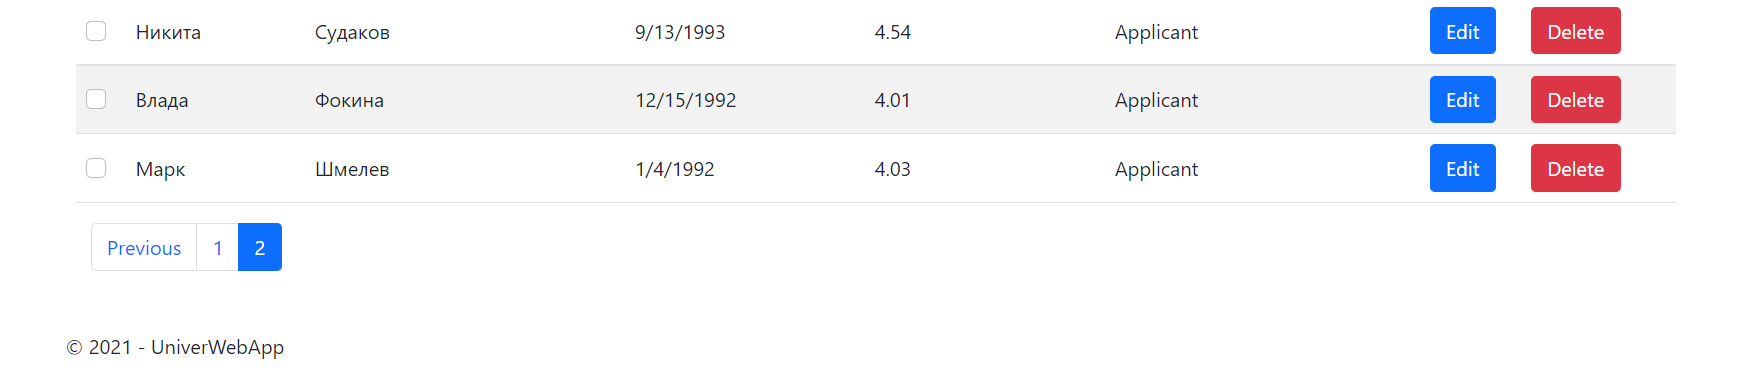 Никита Судаков 9/13/1993 4.54 Applicant Edit Delete
Влада Фокина 12/15/1992 4.01 Applicant Edit Delete
Марк Шмелев 1/4/1992 4.03 Applicant Edit Delete
Previous 1 2
© 2021 - UniverWebApp